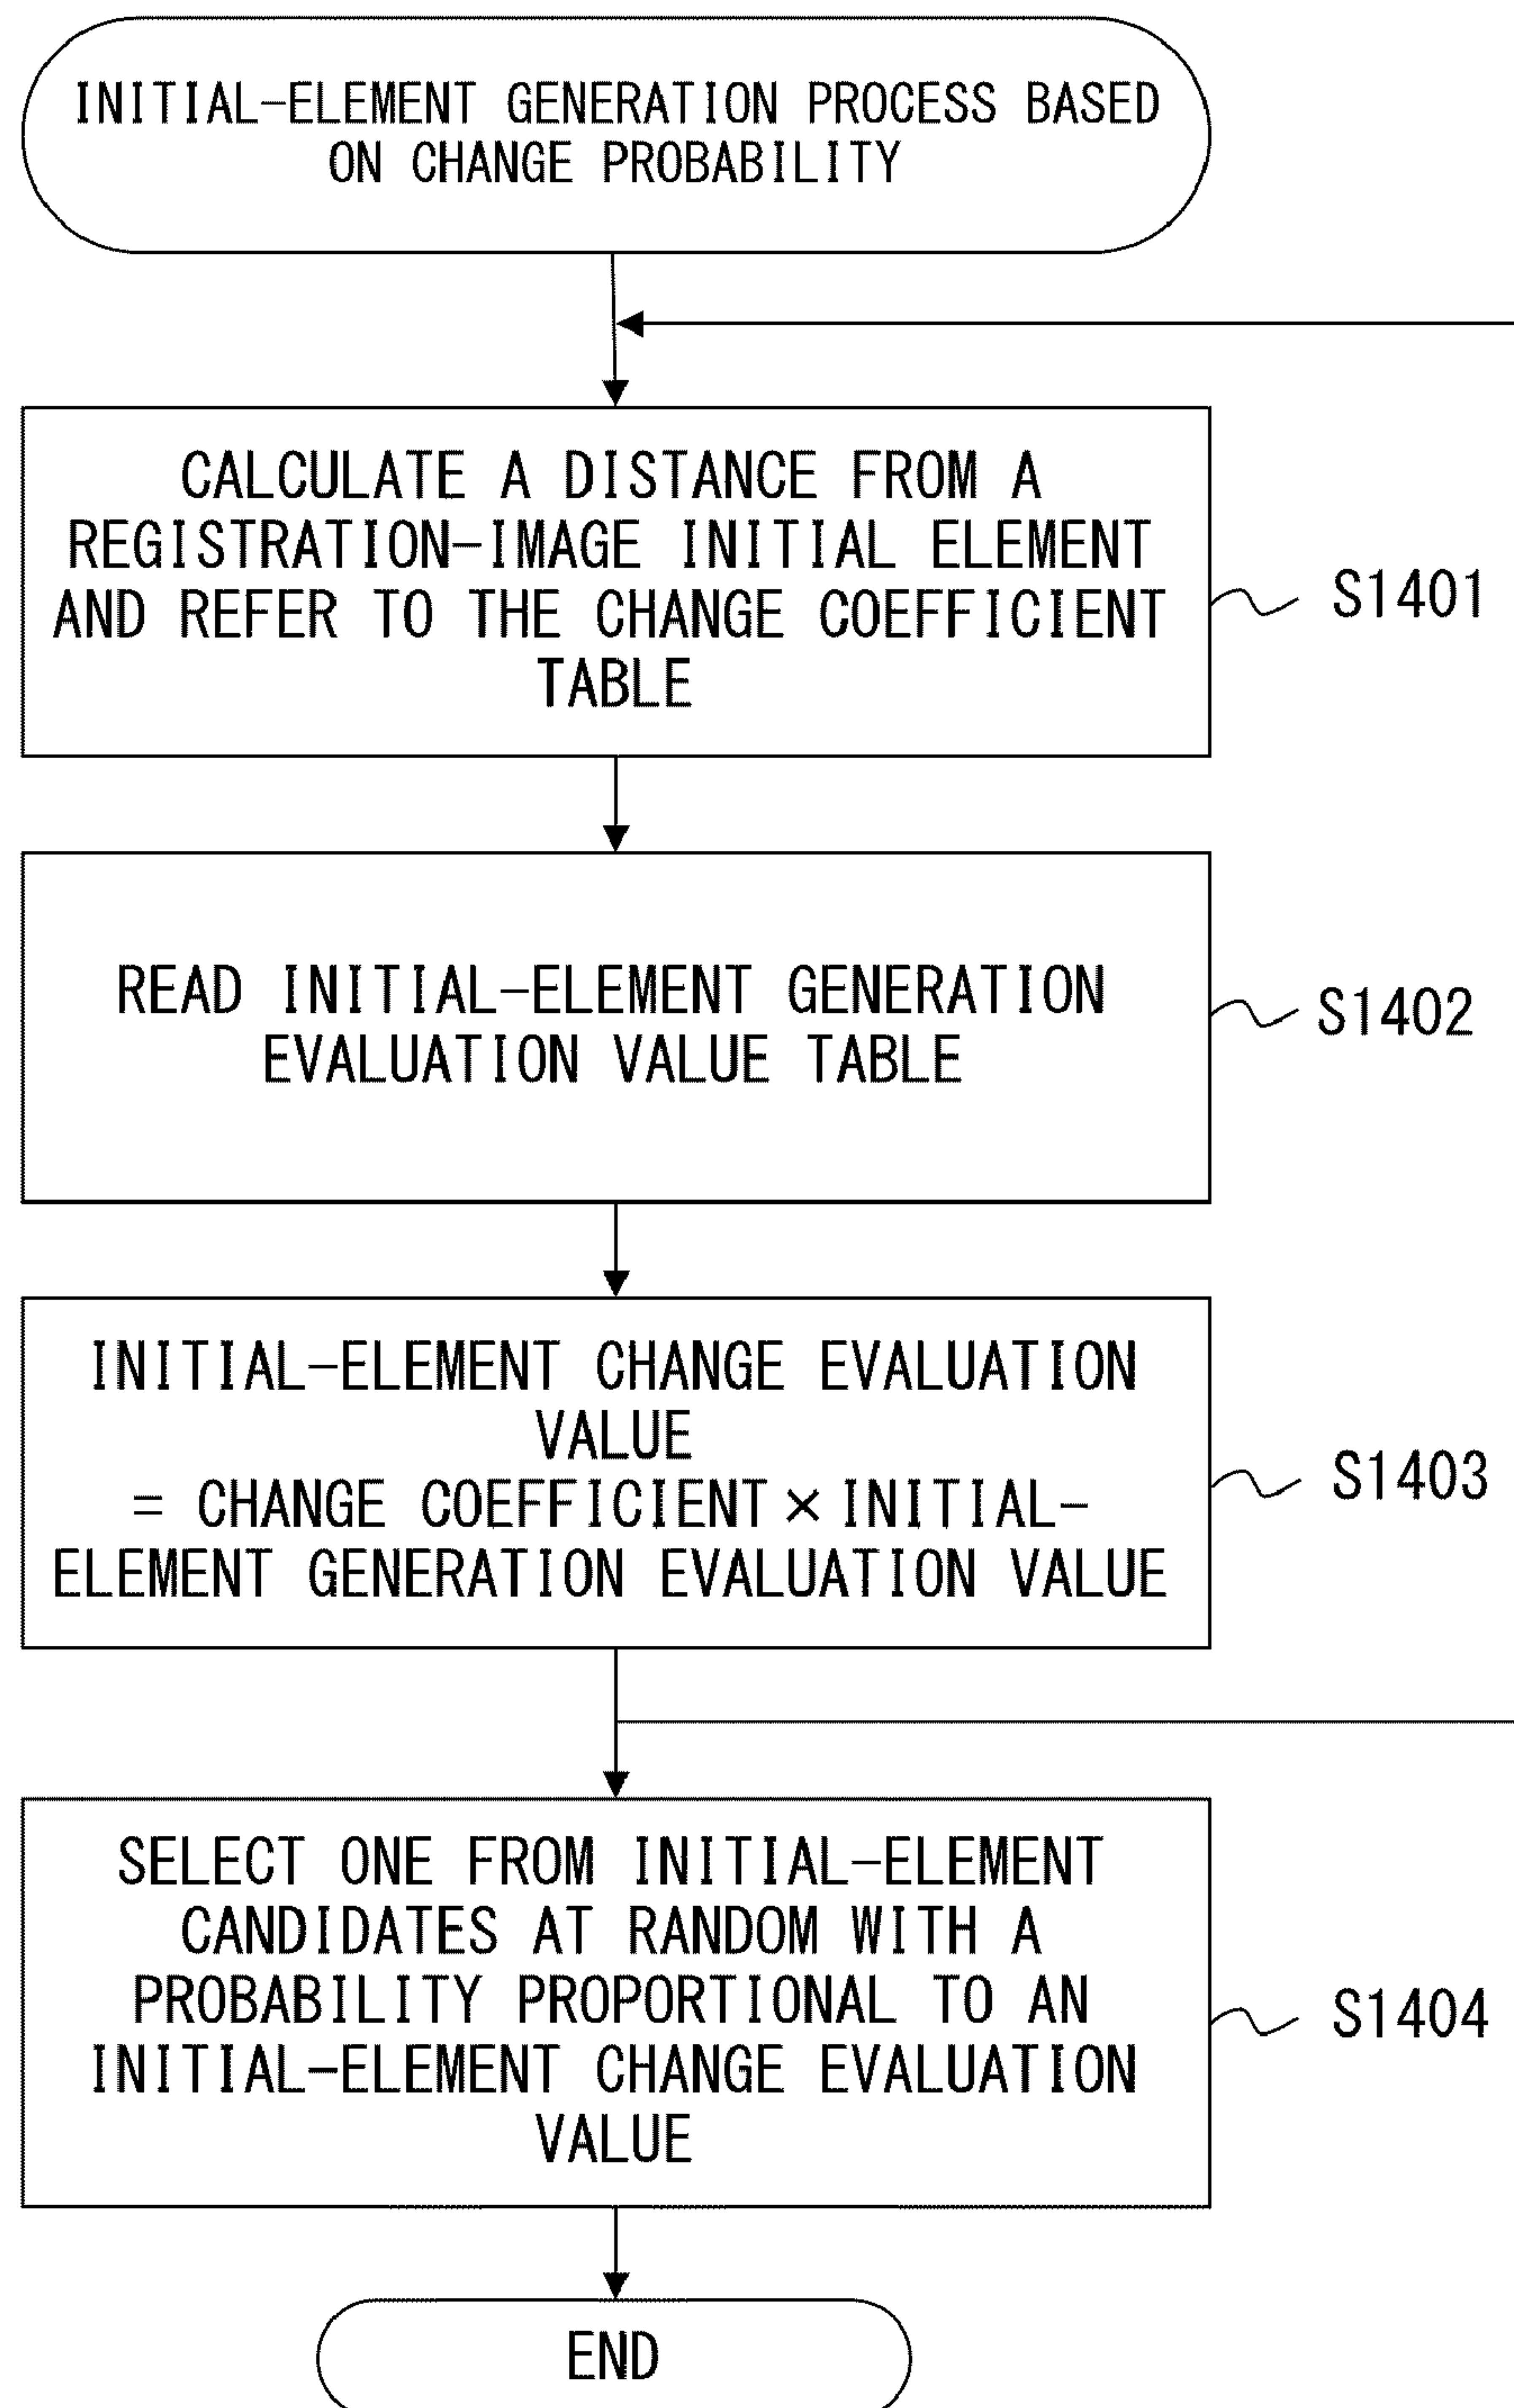 INITIAL-ELEMENT GENERATION PROCESS BASED
ON CHANGE PROBABILITY
CALCULATE A DISTANCE FROM A
REGISTRATION-IMAGE INITIAL ELEMENT
AND REFER TO THE CHANGE COEFFICIENT
TABLE
S1401
READ INITIAL-ELEMENT GENERATION
EVALUATION VALUE TABLE
S1402
INITIAL-ELEMENT CHANGE EVALUATION
VALUE
= CHANGE COEFFICIENT × INITIAL-
ELEMENT GENERATION EVALUATION VALUE
S1403
SELECT ONE FROM INITIAL-ELEMENT
CANDIDATES AT RANDOM WITH A
PROBABILITY PROPORTIONAL TO AN
INITIAL-ELEMENT CHANGE EVALUATION
VALUE
S1404
END